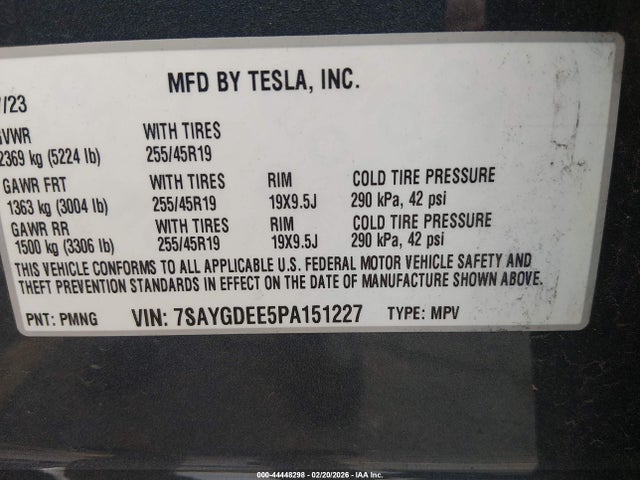 MFD BY TESLA, INC.
/23
GVWR WITH TIRES
2369 kg (5224 lb) 255/45R19
GAWR FRT WITH TIRES RIM COLD TIRE PRESSURE
1363 kg (3004 lb) 255/45R19 19X9.5J 290 kPa, 42 psi
GAWR RR WITH TIRES RIM COLD TIRE PRESSURE
1500 kg (3306 lb) 255/45R19 19X9.5J 290 kPa, 42 psi
THIS VEHICLE CONFORMS TO ALL APPLICABLE U.S. FEDERAL MOTOR VEHICLE SAFETY AND
THEFT PREVENTION STANDARDS IN EFFECT ON THE DATE OF MANUFACTURE SHOWN ABOVE.
PNT: PMNG VIN: 7SAYGDEE5PA151227 TYPE: MPV
000-44448298 - 02/20/2026 - IAA Inc.